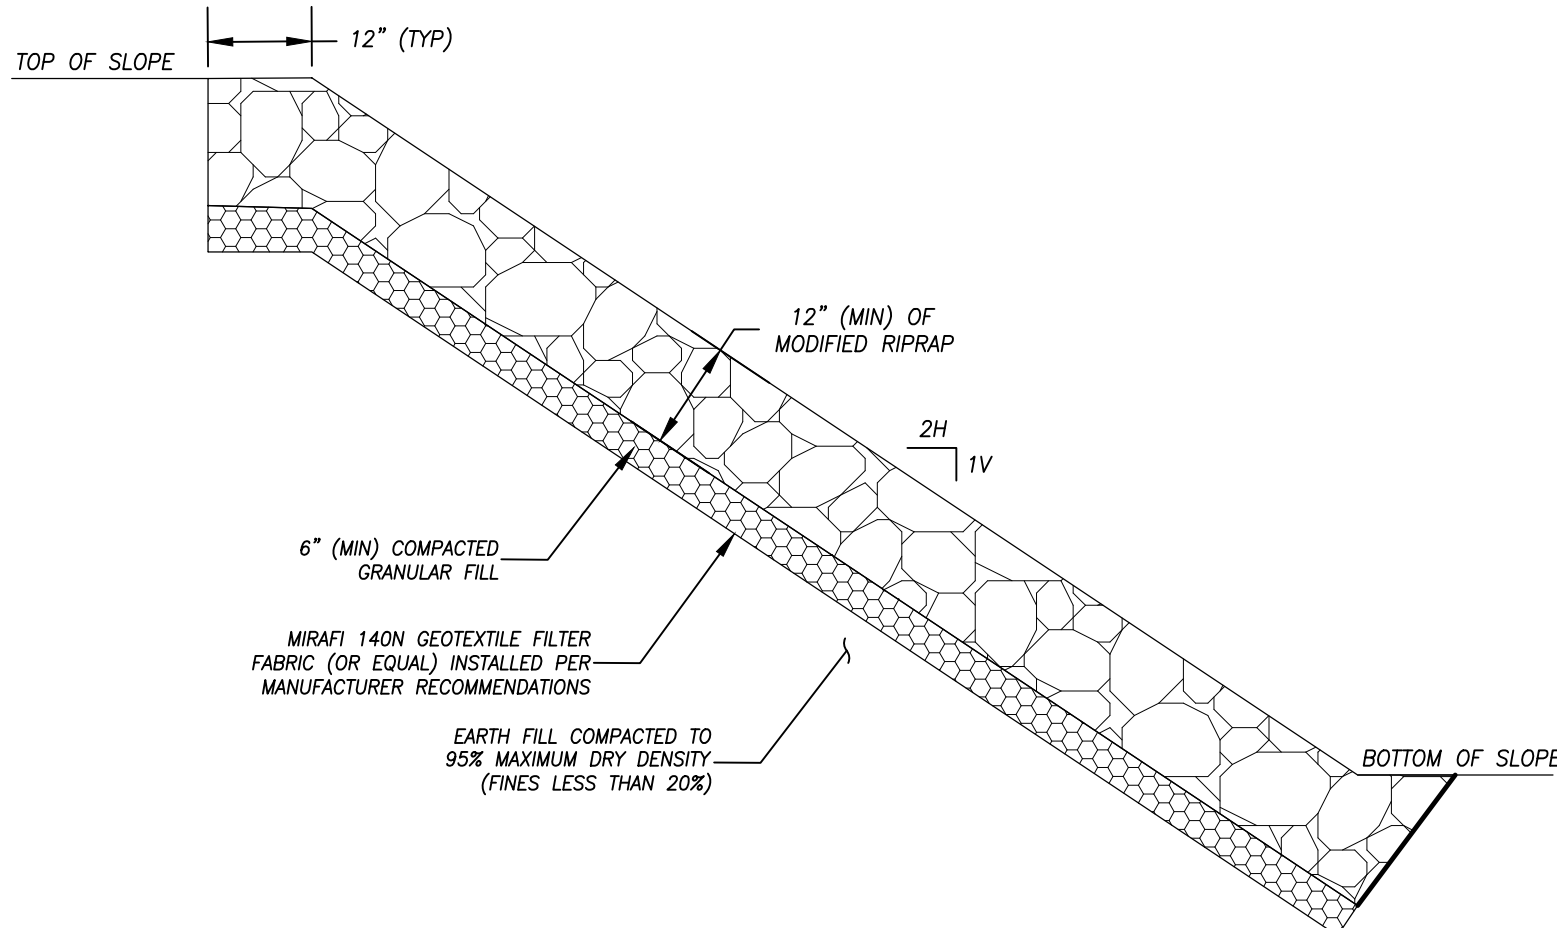 12” (TYP)
TOP OF SLOPE
12” (MIN) OF
MODIFIED RIPRAP
2H
1V
6” (MIN) COMPACTED
GRANULAR FILL
MIRAFI 140N GEOTEXTILE FILTER
FABRIC (OR EQUAL) INSTALLED PER
MANUFACTURER RECOMMENDATIONS
EARTH FILL COMPACTED TO
95% MAXIMUM DRY DENSITY
(FINES LESS THAN 20%)
BOTTOM OF SLOPE